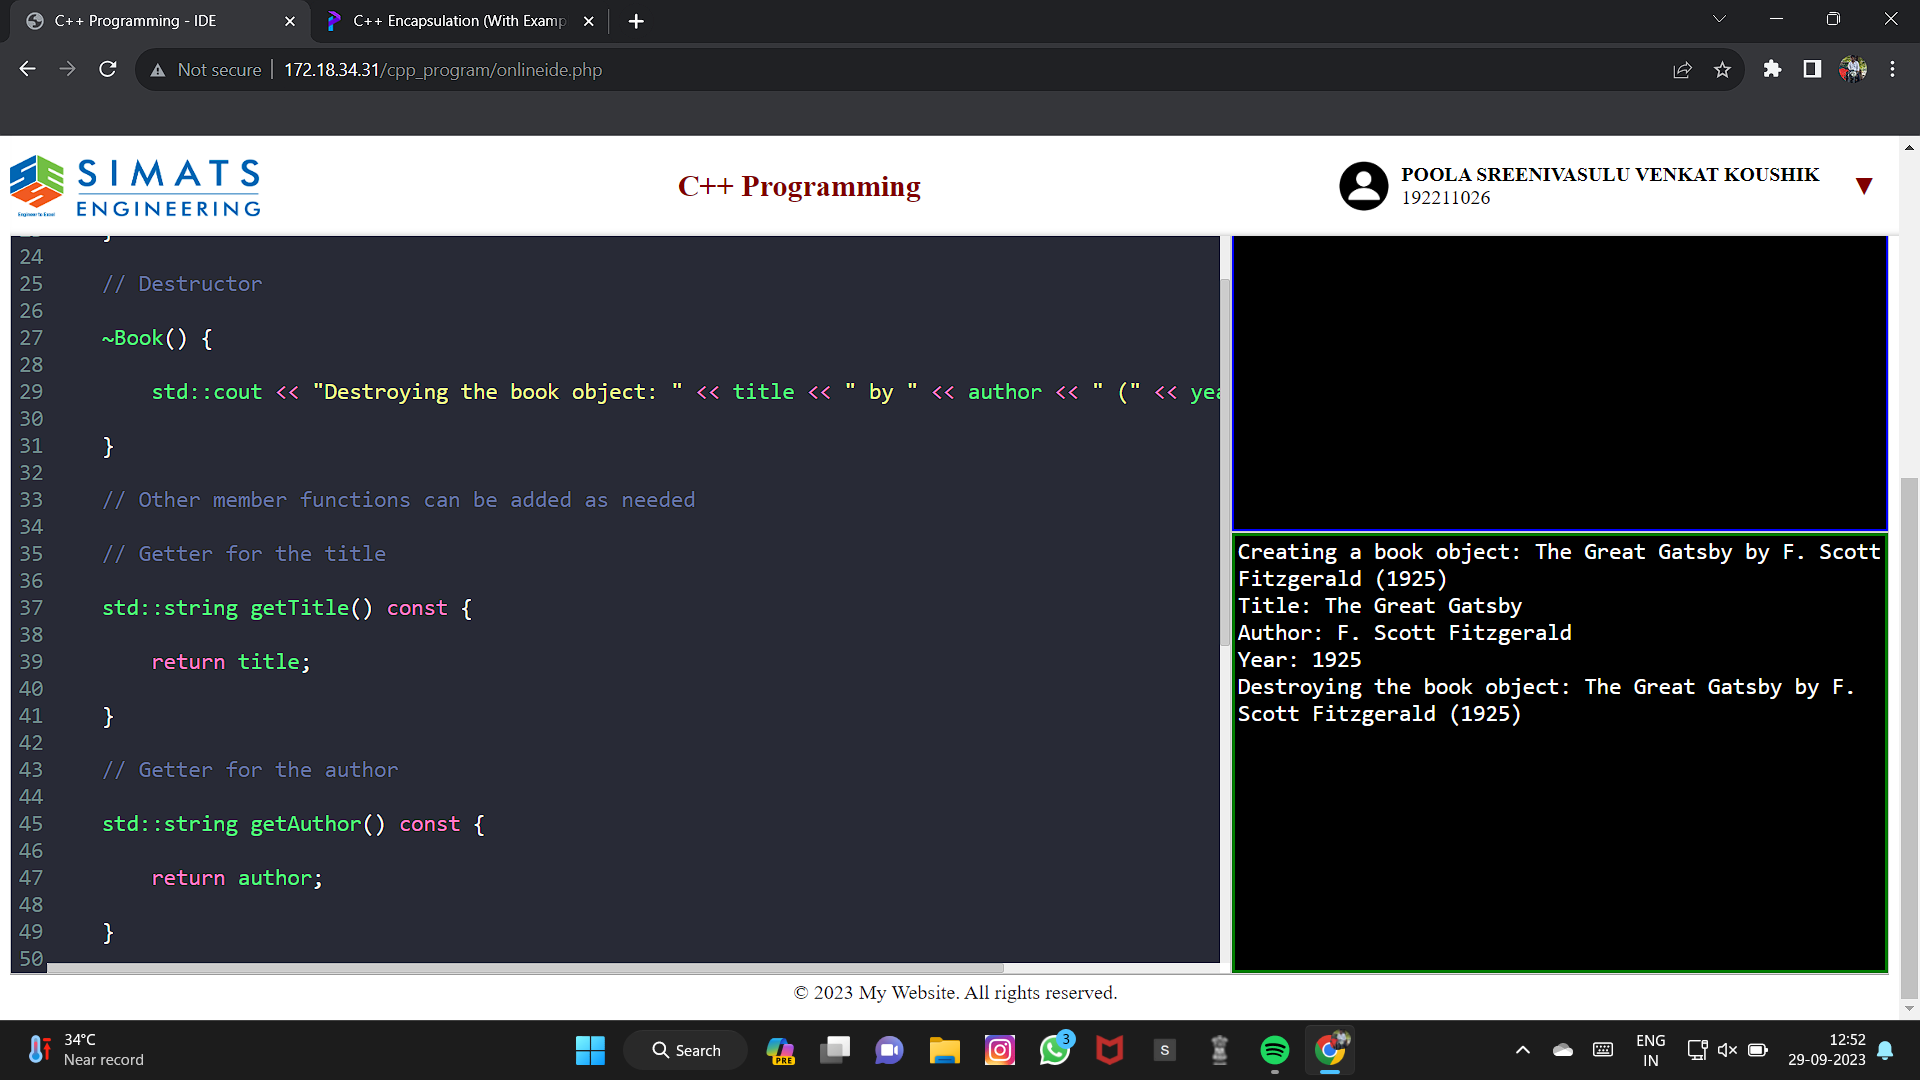 C++ Programming - IDE
C++ Encapsulation (With Examp
Not secure
172.18.34.31/cpp_program/onlineide.php
SIMATS
ENGINEERING
Engineer to Excel
C++ Programming
POOLA SREENIVASULU VENKAT KOUSHIK
192211026
24
25 // Destructor
26
27 ~Book() {
28
29 std::cout << "Destroying the book object: " << title << " by " << author << " (" << yea
30
31 }
32
33 // Other member functions can be added as needed
34
35 // Getter for the title
36
37 std::string getTitle() const {
38
39 return title;
40
41 }
42
43 // Getter for the author
44
45 std::string getAuthor() const {
46
47 return author;
48
49 }
50
Creating a book object: The Great Gatsby by F. Scott
Fitzgerald (1925)
Title: The Great Gatsby
Author: F. Scott Fitzgerald
Year: 1925
Destroying the book object: The Great Gatsby by F.
Scott Fitzgerald (1925)
© 2023 My Website. All rights reserved.
34°C
Near record
Search
PRE
3
S
ENG
IN
12:52
29-09-2023